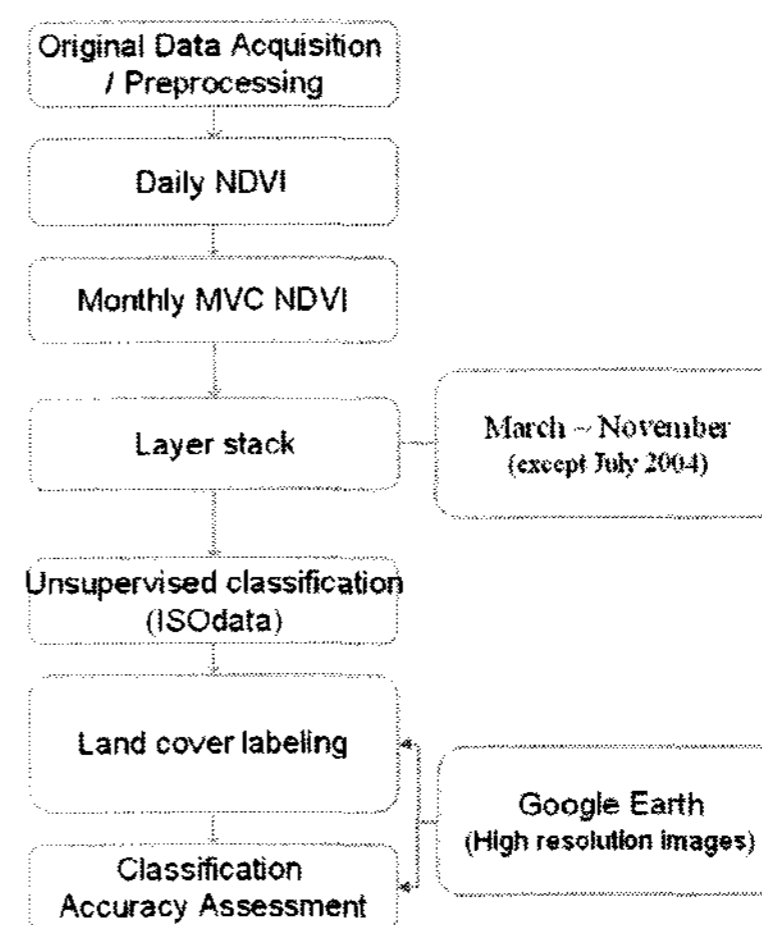 Original Data Acquisition
/ Preprocessing
Daily NDVI
Monthly MVC NDVI
Layer stack
March ~ November
(except July 2004)
Unsupervised classification
(ISOdata)
Land cover labeling
Google Earth
(High resolution images)
Classification
Accuracy Assessment